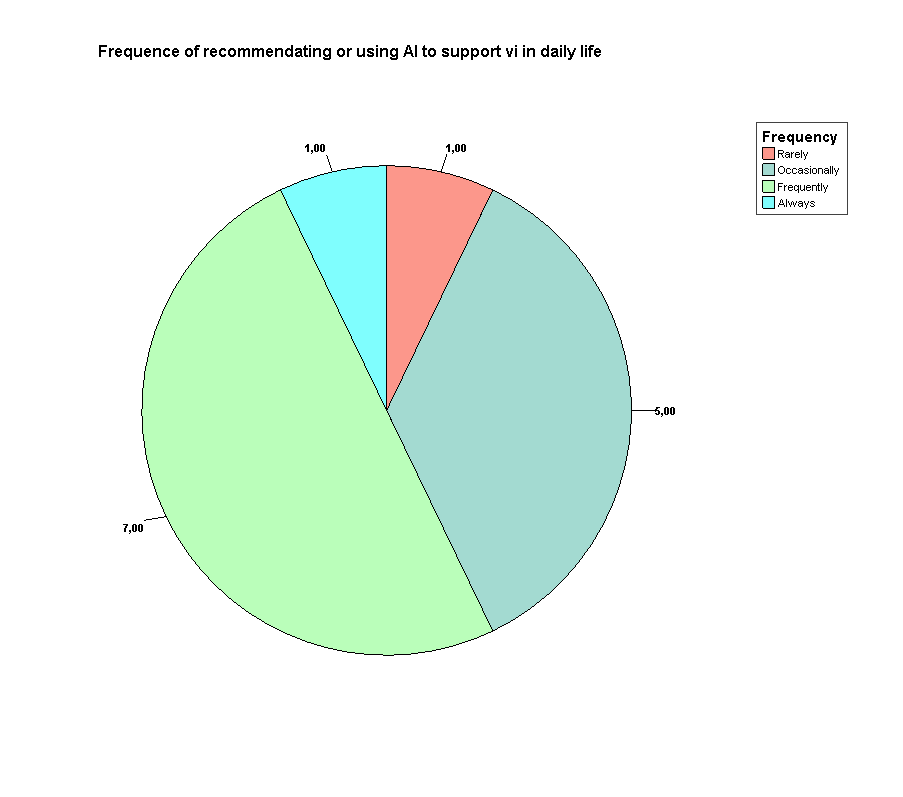 Frequence of recommendating or using AI to support vi in daily life
1,00
1,00
Frequency
Rarely
Occasionally
Frequently
Always
5,00
7,00